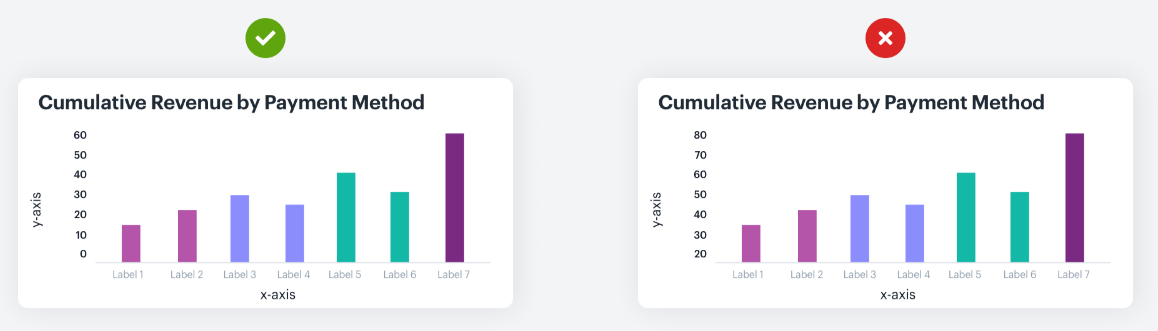 Cumulative Revenue by Payment Method
60
50
40
30
20
10
0
y-axis
Label 1 Label 2 Label 3 Label 4 Label 5 Label 6 Label 7
x-axis
Cumulative Revenue by Payment Method
80
70
60
50
40
30
20
y-axis
Label 1 Label 2 Label 3 Label 4 Label 5 Label 6 Label 7
x-axis